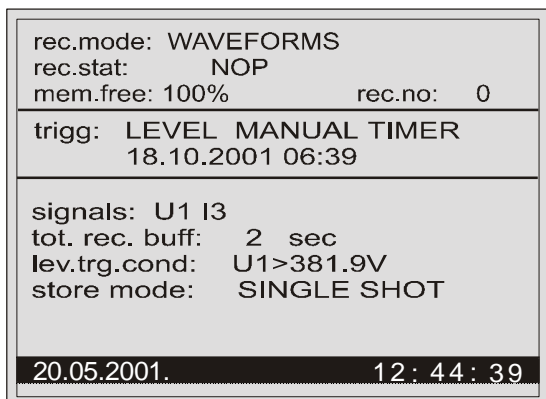 rec.mode: WAVEFORMS
rec.stat: NOP
mem.free: 100% rec.no: 0
trigg: LEVEL MANUAL TIMER
18.10.2001 06:39
signals: U1 I3
tot. rec. buff: 2 sec
lev.trg.cond: U1>381.9V
store mode: SINGLE SHOT
20.05.2001. 12:44:39